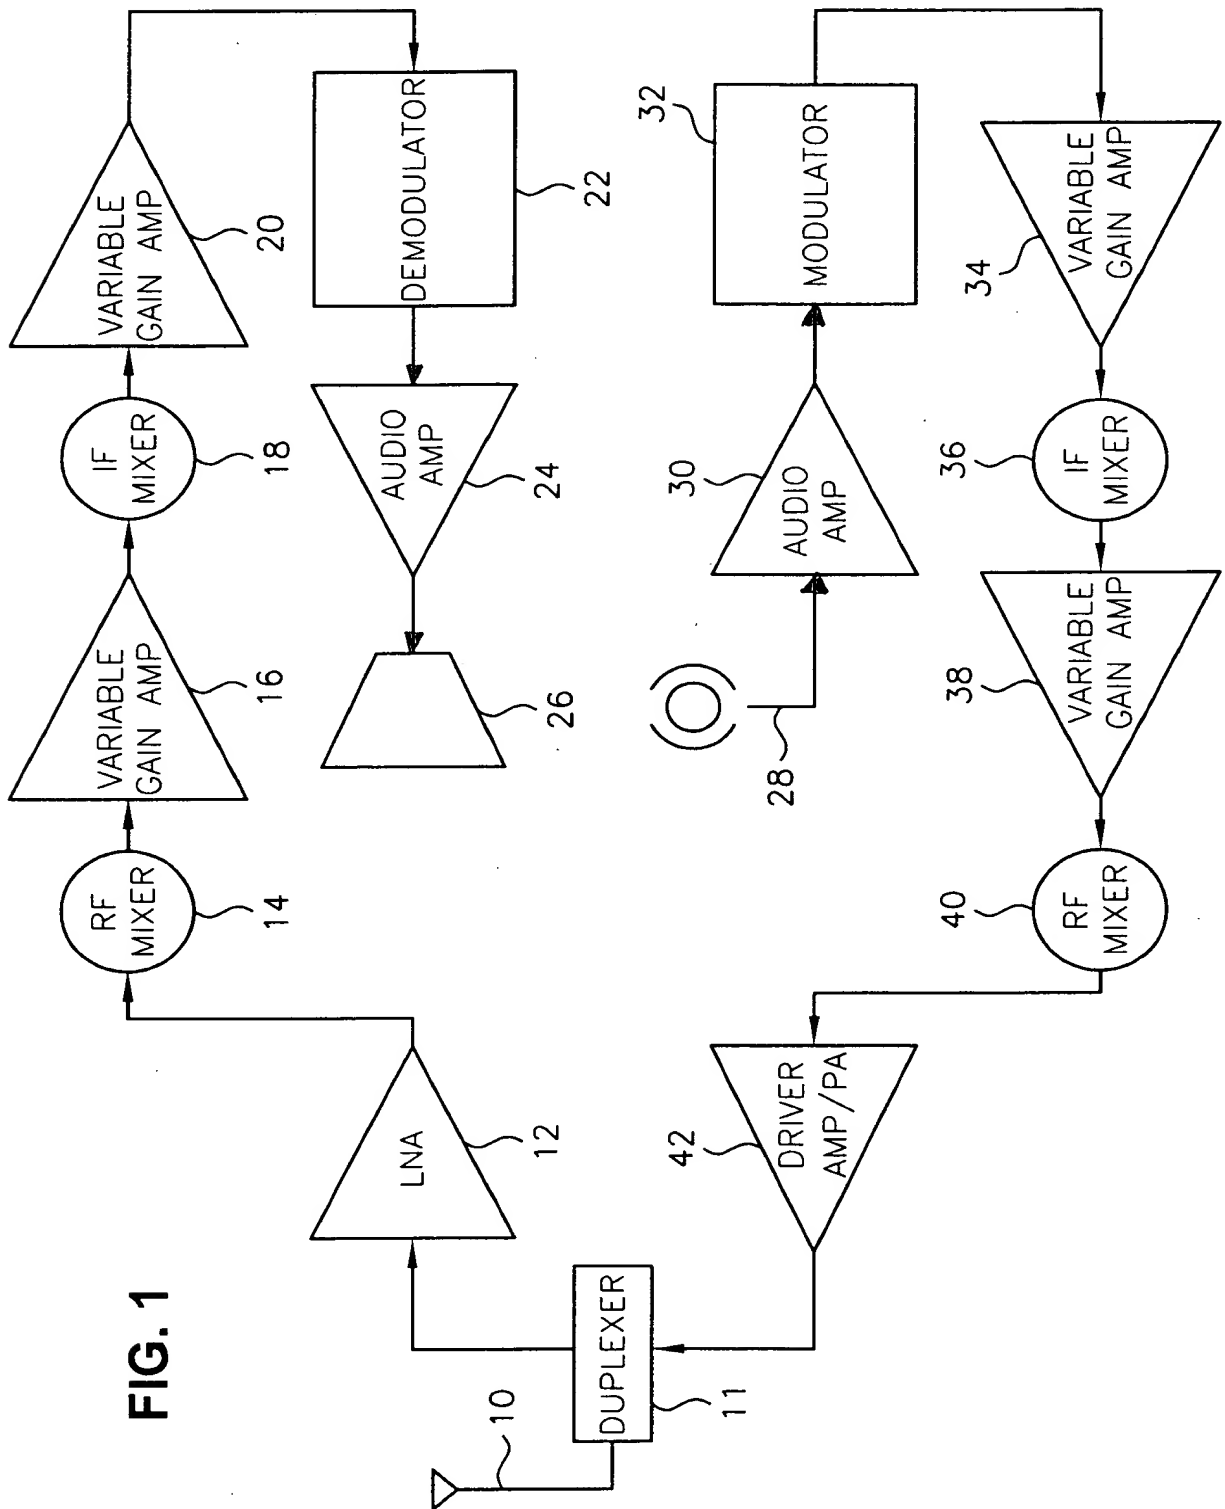 FIG. 1
10
DUPLEXER
11
LNA
12
RF
MIXER
14
VARIABLE
GAIN AMP
16
IF
MIXER
18
VARIABLE
GAIN AMP
20
DEMODULATOR
22
AUDIO
AMP
24
26
28
AUDIO
AMP
30
MODULATOR
32
VARIABLE
GAIN AMP
34
IF
MIXER
36
VARIABLE
GAIN AMP
38
RF
MIXER
40
DRIVER
AMP/PA
42